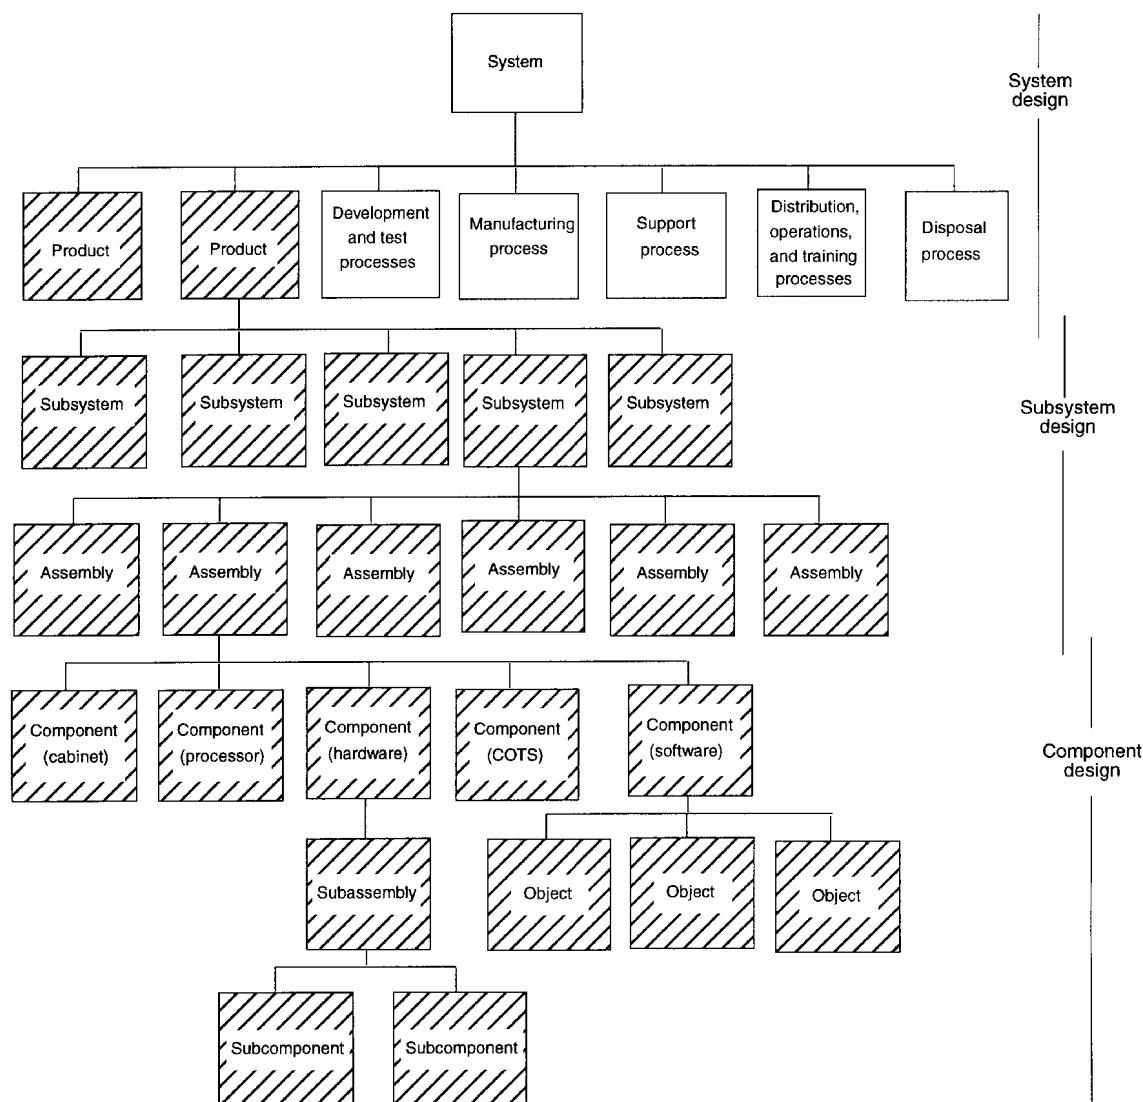 System
System
design
Product
Product
Development
and test
processes
Manufacturing
process
Support
process
Distribution,
operations,
and training
processes
Disposal
process
Subsystem
Subsystem
Subsystem
Subsystem
Subsystem
Subsystem
design
Assembly
Assembly
Assembly
Assembly
Assembly
Assembly
Component
(cabinet)
Component
(processor)
Component
(hardware)
Component
(COTS)
Component
(software)
Component
design
Subassembly
Object
Object
Object
Subcomponent
Subcomponent